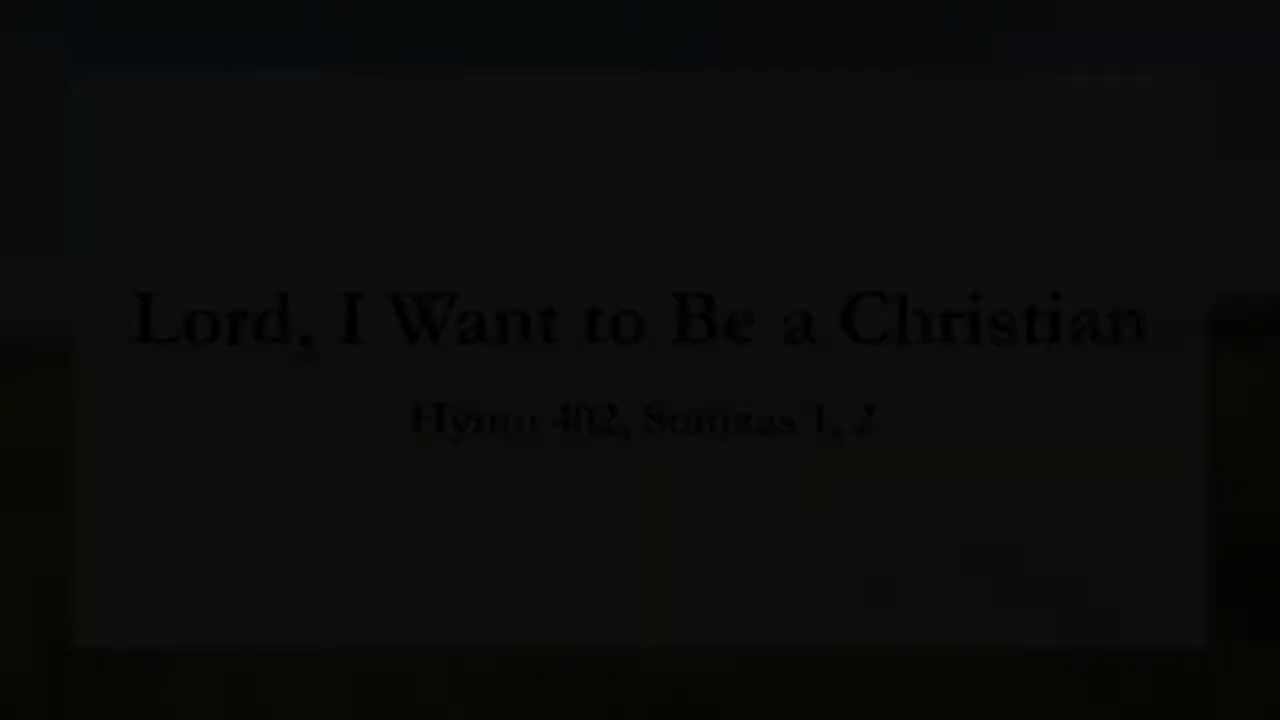 Lord, I Want to Be a Christian
Hymn 402, Stanzas 1, 2